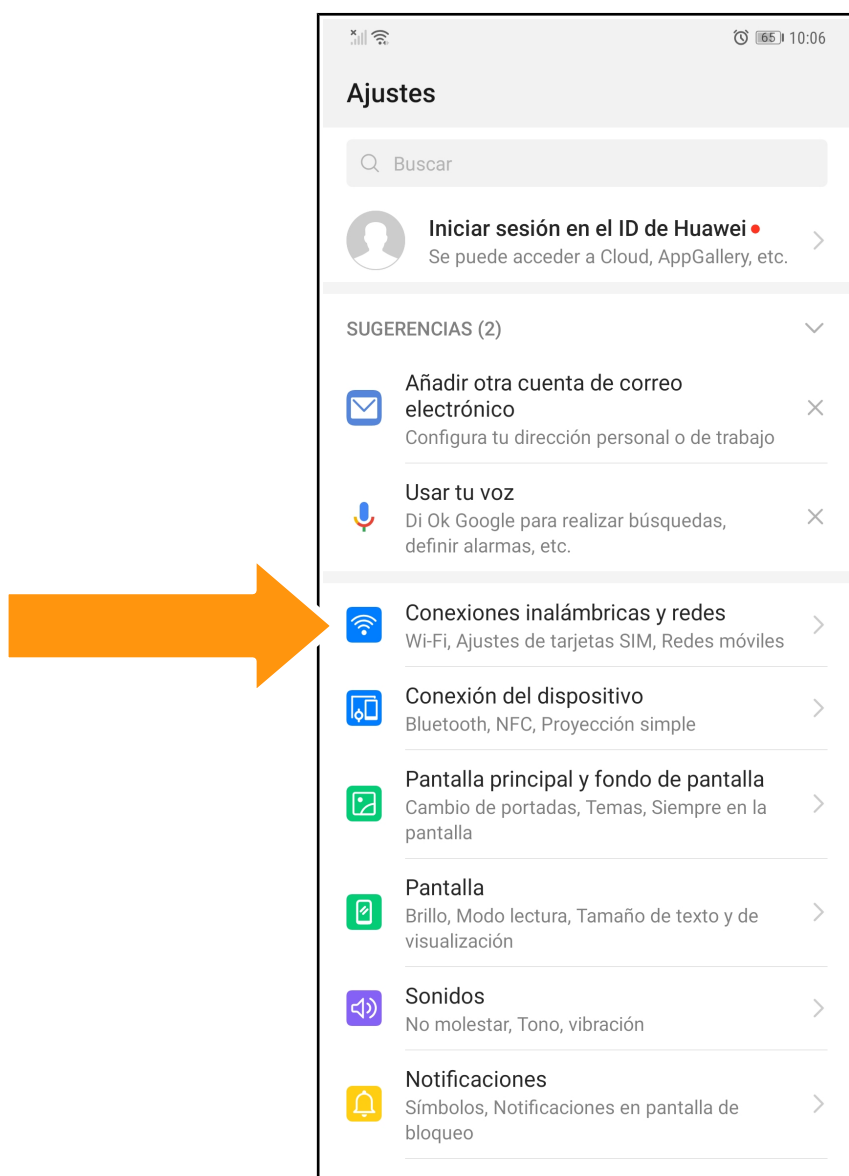 65 10:06
Ajustes
Buscar
Iniciar sesión en el ID de Huawei
Se puede acceder a Cloud, AppGallery, etc.
SUGERENCIAS (2)
Añadir otra cuenta de correo
electrónico
Configura tu dirección personal o de trabajo
Usar tu voz
Di Ok Google para realizar búsquedas,
definir alarmas, etc.
Conexiones inalámbricas y redes
Wi-Fi, Ajustes de tarjetas SIM, Redes móviles
Conexión del dispositivo
Bluetooth, NFC, Proyección simple
Pantalla principal y fondo de pantalla
Cambio de portadas, Temas, Siempre en la
pantalla
Pantalla
Brillo, Modo lectura, Tamaño de texto y de
visualización
Sonidos
No molestar, Tono, vibración
Notificaciones
Símbolos, Notificaciones en pantalla de
bloqueo